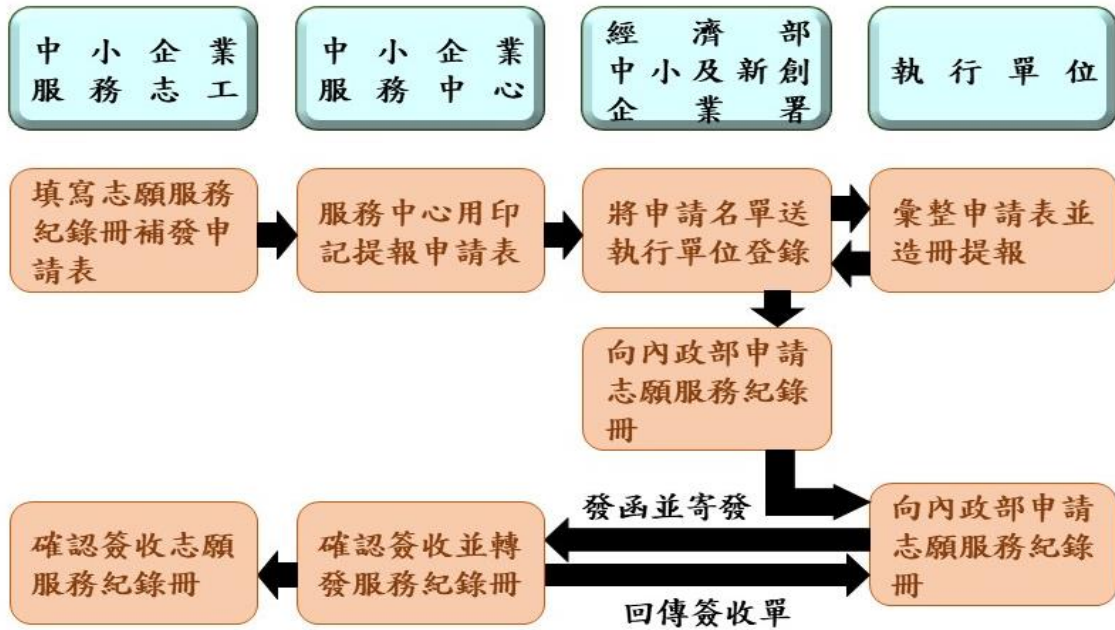 中小企業
服務志工
中小企業
服務中心
經濟部
中小及新創
企業署
執行單位
填寫志願服務
紀錄冊補發申
請表
服務中心用印
記提報申請表
將申請名單送
執行單位登錄
彙整申請表並
造冊提報
向內政部申請
志願服務紀錄
冊
發函並寄發
向內政部申請
志願服務紀錄
冊
確認簽收並轉
發服務紀錄冊
確認簽收志願
服務紀錄冊
回傳簽收單